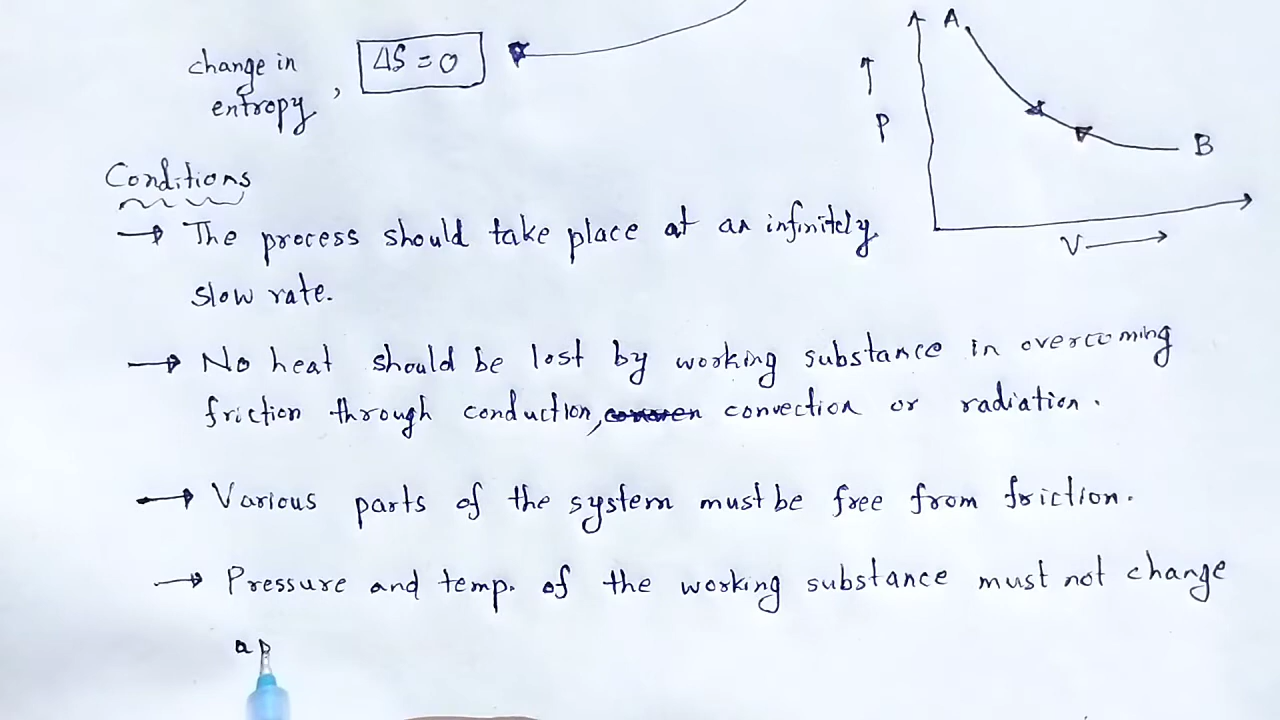 change in
entropy, ΔS = 0
A
P
B
V
Conditions
→ The process should take place at an infinitely
slow rate.
→ No heat should be lost by working substance in overcoming
friction through conduction, convection or radiation.
→ Various parts of the system must be free from friction.
→ Pressure and temp. of the working substance must not change
ap